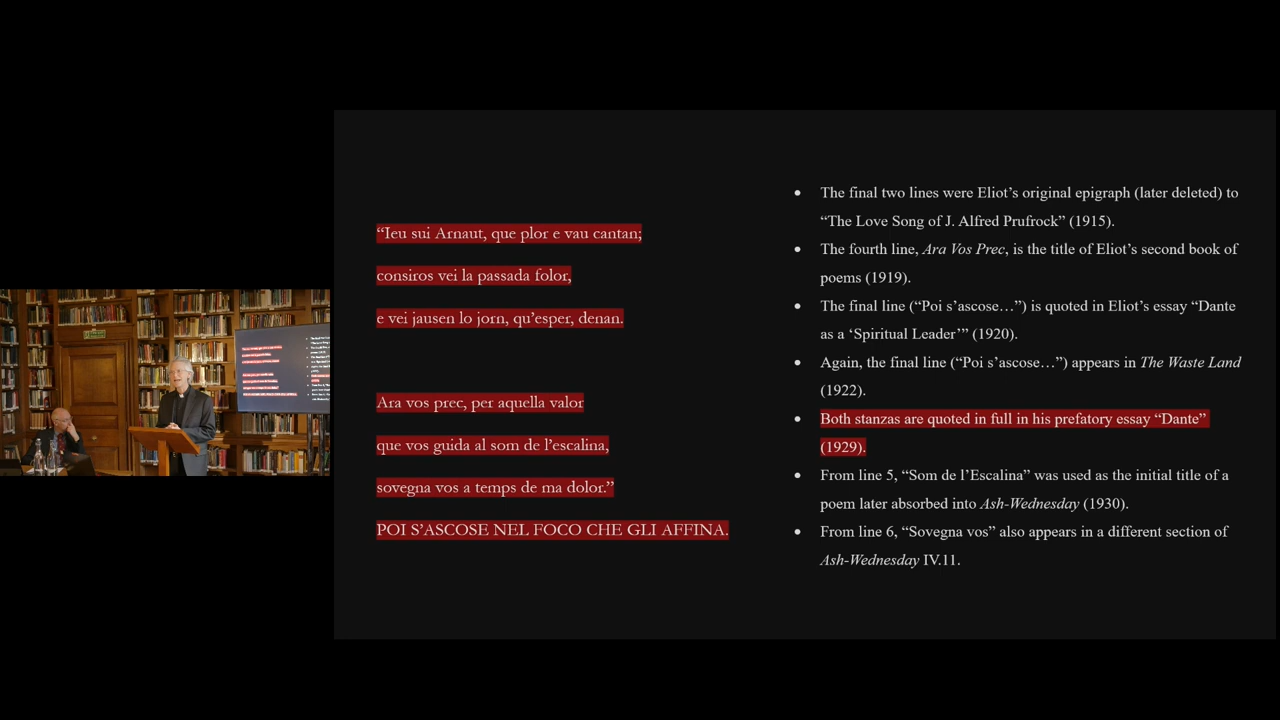 “Ieu sui Arnaut, que plor e vau cantan;
consiros vei la passada folor,
e vei jausen lo jorn, qu’esper, denan.
Ara vos prec, per aquella valor
que vos guida al som de l’escalina,
sovegna vos a temps de ma dolor.”
POI S’ASCOSE NEL FOCO CHE GLI AFFINA.
• The final two lines were Eliot’s original epigraph (later deleted) to
“The Love Song of J. Alfred Prufrock” (1915).
• The fourth line, Ara Vos Prec, is the title of Eliot’s second book of
poems (1919).
• The final line (“Poi s’ascose…”) is quoted in Eliot’s essay “Dante
as a ‘Spiritual Leader’” (1920).
• Again, the final line (“Poi s’ascose…”) appears in The Waste Land
(1922).
• Both stanzas are quoted in full in his prefatory essay “Dante”
(1929).
• From line 5, “Som de l’Escalina” was used as the initial title of a
poem later absorbed into Ash-Wednesday (1930).
• From line 6, “Sovegna vos” also appears in a different section of
Ash-Wednesday IV.11.